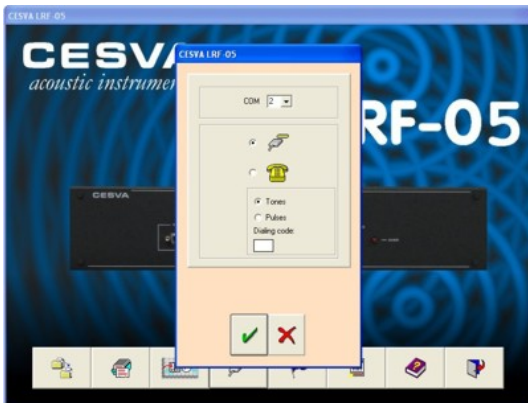 CESVA LRF-05
CESVA LRF-05
CESVA
acoustic instrumen
RF-05
COM 2
Tones
Pulses
Dialing code:
CESVA